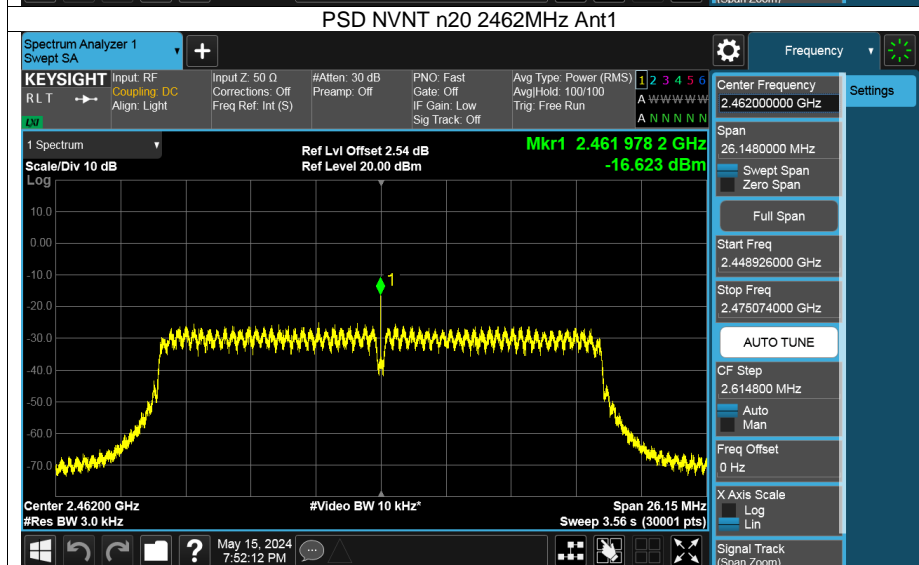 (Span Zoom)
PSD NVNT n20 2462MHz Ant1
Spectrum Analyzer 1
Swept SA
Frequency
KEYSIGHT
R L T
LXI
Input: RF
Coupling: DC
Align: Light
Input Z: 50 Ω
Corrections: Off
Freq Ref: Int (S)
#Atten: 30 dB
Preamp: Off
PNO: Fast
Gate: Off
IF Gain: Low
Sig Track: Off
Avg Type: Power (RMS)
Avg|Hold: 100/100
Trig: Free Run
1 2 3 4 5 6
A W W W W W
A N N N N N
Center Frequency
2.462000000 GHz
Settings
Span
26.1480000 MHz
Swept Span
Zero Span
Full Span
Start Freq
2.448926000 GHz
Stop Freq
2.475074000 GHz
AUTO TUNE
CF Step
2.614800 MHz
Auto
Man
Freq Offset
0 Hz
X Axis Scale
Log
Lin
Signal Track
(Span Zoom)
1 Spectrum
Scale/Div 10 dB
Log
Ref Lvl Offset 2.54 dB
Ref Level 20.00 dBm
Mkr1 2.461 978 2 GHz
-16.623 dBm
10.0
0.00
-10.0
-20.0
-30.0
-40.0
-50.0
-60.0
-70.0
1
Center 2.46200 GHz
#Res BW 3.0 kHz
#Video BW 10 kHz*
Span 26.15 MHz
Sweep 3.56 s (30001 pts)
?
May 15, 2024
7:52:12 PM